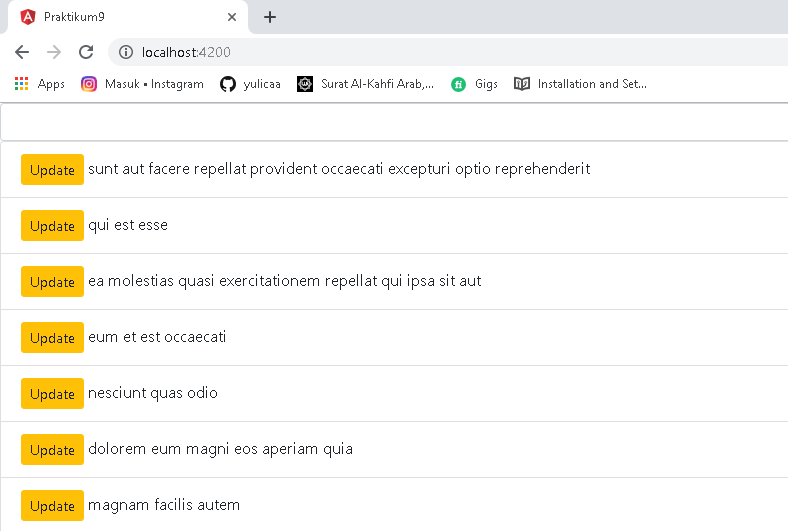 Praktikum9
localhost:4200
Apps Masuk • Instagram yulicaa Surat Al-Kahfi Arab,... Gigs Installation and Set...
Update sunt aut facere repellat provident occaecati excepturi optio reprehenderit
Update qui est esse
Update ea molestias quasi exercitationem repellat qui ipsa sit aut
Update eum et est occaecati
Update nesciunt quas odio
Update dolorem eum magni eos aperiam quia
Update magnam facilis autem